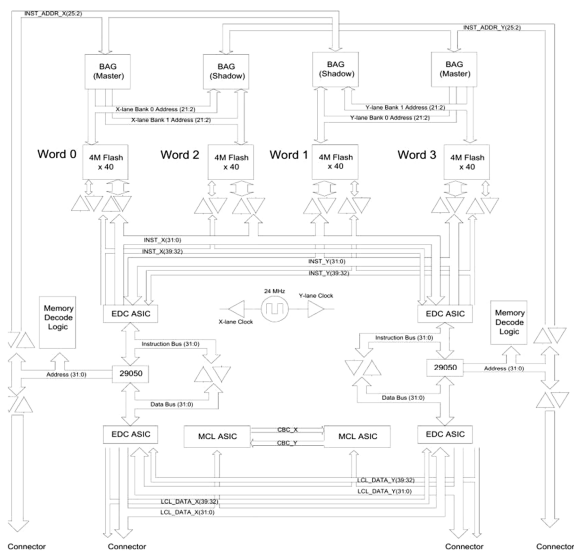 INST_ADDR_X(25:2)
INST_ADDR_Y(25:2)
BAG
(Master)
BAG
(Shadow)
BAG
(Shadow)
BAG
(Master)
X-lane Bank 0 Address (21:2)
Y-lane Bank 1 Address (21:2)
X-lane Bank 1 Address (21:2)
Y-lane Bank 0 Address (21:2)
Word 0
Word 2
Word 1
Word 3
4M Flash
x 40
4M Flash
x 40
4M Flash
x 40
4M Flash
x 40
INST_X(31:0)
INST_X(39:32)
INST_Y(31:0)
INST_Y(39:32)
24 MHz
X-lane Clock
Y-lane Clock
EDC ASIC
EDC ASIC
Memory
Decode
Logic
Memory
Decode
Logic
Instruction Bus (31:0)
Instruction Bus (31:0)
29050
29050
Address (31:0)
Address (31:0)
Data Bus (31:0)
Data Bus (31:0)
EDC ASIC
MCL ASIC
CBC_X
CBC_Y
MCL ASIC
EDC ASIC
LCL_DATA_Y(39:32)
LCL_DATA_Y(31:0)
LCL_DATA_X(39:32)
LCL_DATA_X(31:0)
Connector
Connector
Connector
Connector